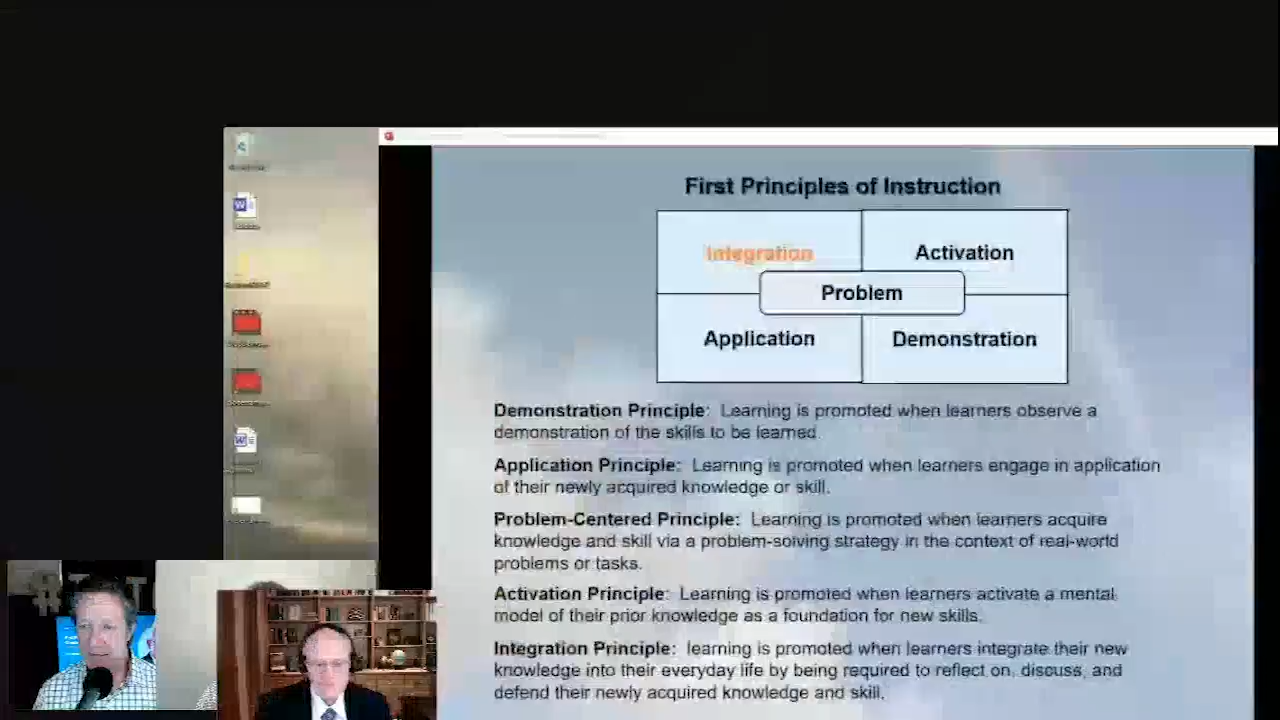 First Principles of Instruction
Integration
Activation
Problem
Application
Demonstration
Demonstration Principle: Learning is promoted when learners observe a
demonstration of the skills to be learned.
Application Principle: Learning is promoted when learners engage in application
of their newly acquired knowledge or skill.
Problem-Centered Principle: Learning is promoted when learners acquire
knowledge and skill via a problem-solving strategy in the context of real-world
problems or tasks.
Activation Principle: Learning is promoted when learners activate a mental
model of their prior knowledge as a foundation for new skills.
Integration Principle: learning is promoted when learners integrate their new
knowledge into their everyday life by being required to reflect on, discuss, and
defend their newly acquired knowledge and skill.